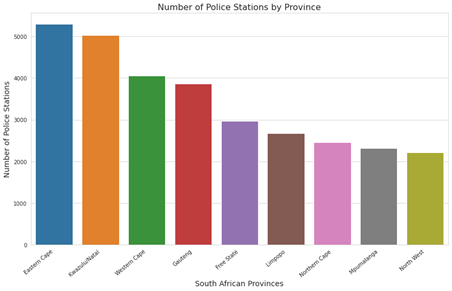 Number of Police Stations by Province
Number of Police Stations
5000
4000
3000
2000
1000
0
Eastern Cape
Kwazulu/Natal
Western Cape
Gauteng
Free State
Limpopo
Northern Cape
Mpumalanga
North West
South African Provinces